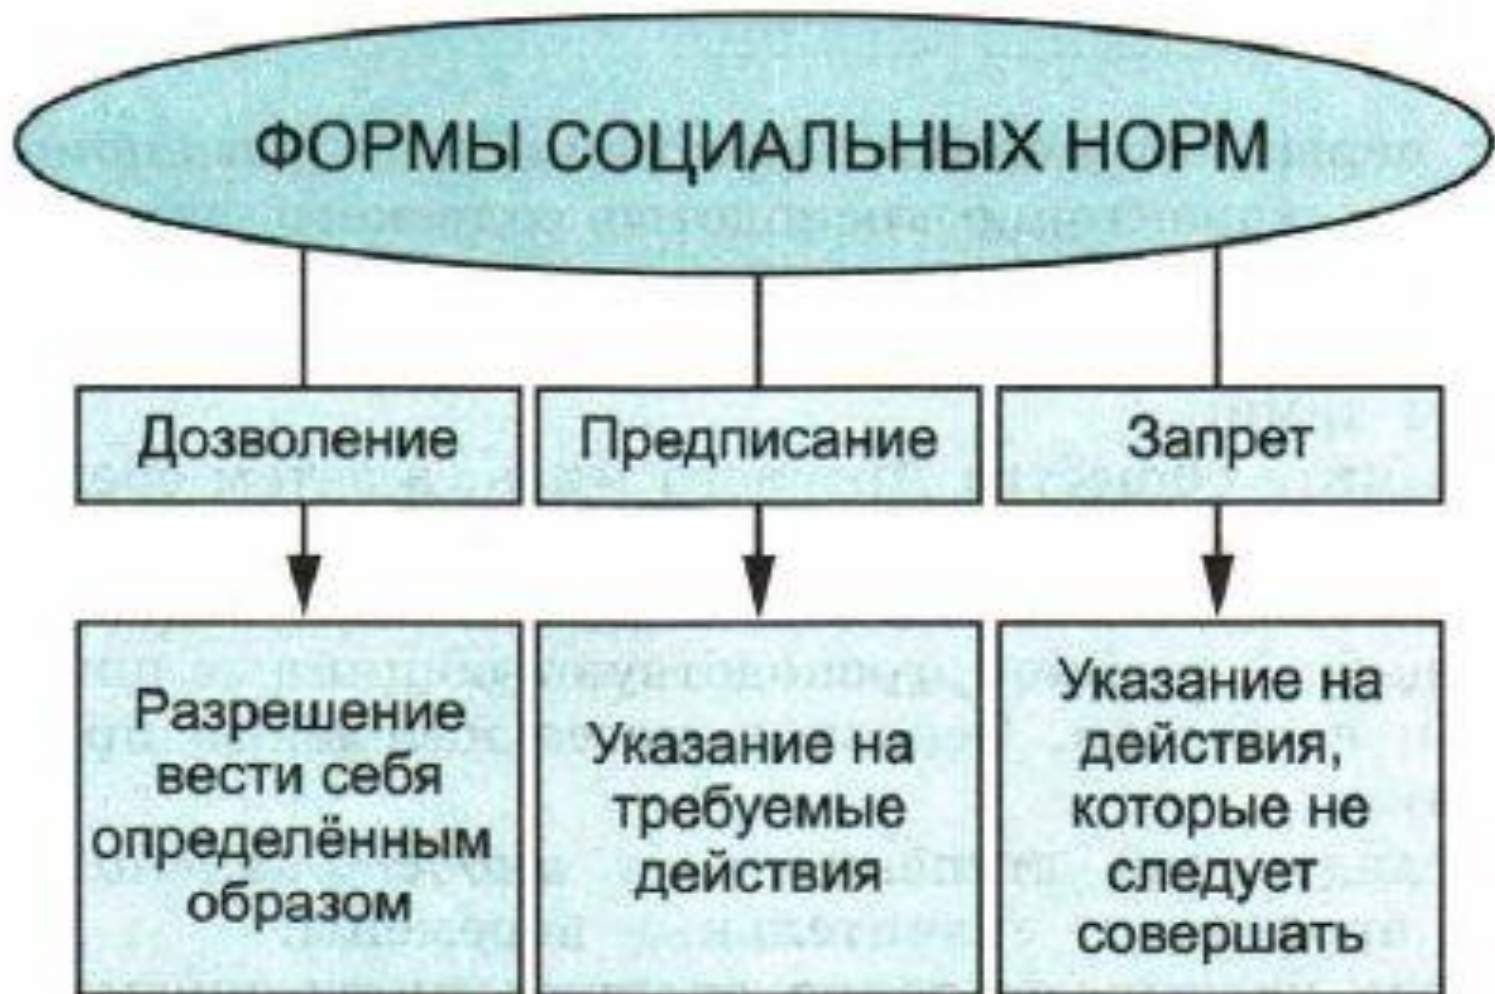 ФОРМЫ СОЦИАЛЬНЫХ НОРМ
Дозволение
Предписание
Запрет
Разрешение
вести себя
определённым
образом
Указание на
требуемые
действия
Указание на
действия,
которые не
следует
совершать